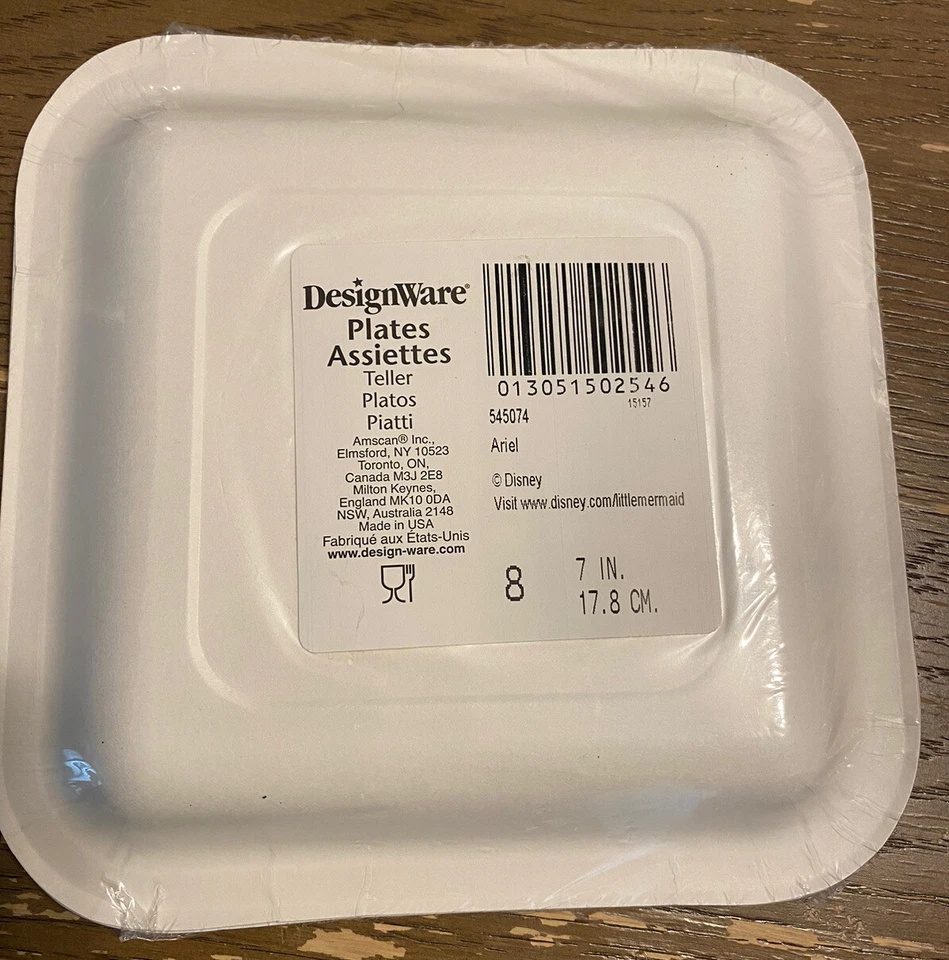 DesignWare®
Plates
Assiettes
Teller
Platos
Piatti
Amscan® Inc.,
Elmsford, NY 10523
Toronto, ON,
Canada M3J 2E8
Milton Keynes,
England MK10 0DA
NSW, Australia 2148
Made in USA
Fabriqué aux États-Unis
www.design-ware.com
013051502546
15157
545074
Ariel
© Disney
Visit www.disney.com/littlemermaid
8
7 IN.
17.8 CM.